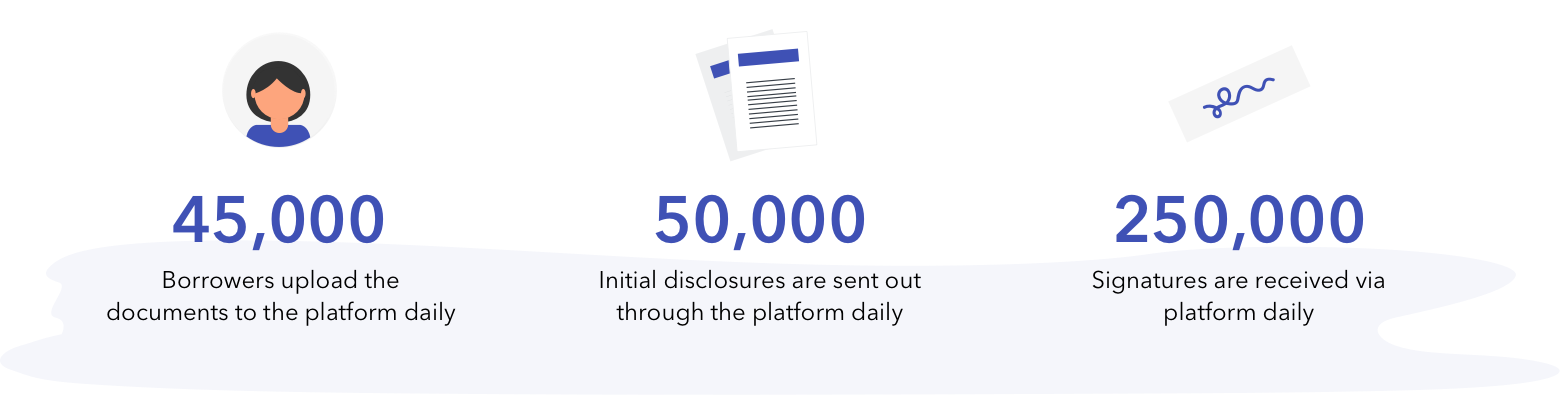 45,000
Borrowers upload the
documents to the platform daily
50,000
Initial disclosures are sent out
through the platform daily
250,000
Signatures are received via
platform daily